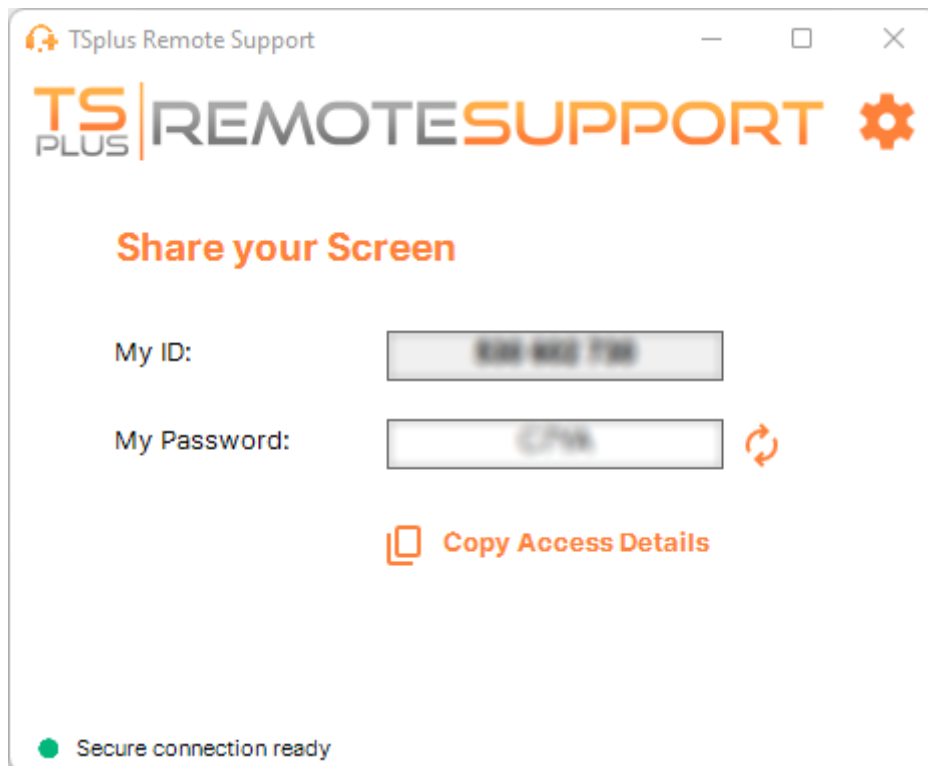 TSplus Remote Support
TS PLUS REMOTESUPPORT
Share your Screen
My ID:
My Password:
Copy Access Details
Secure connection ready